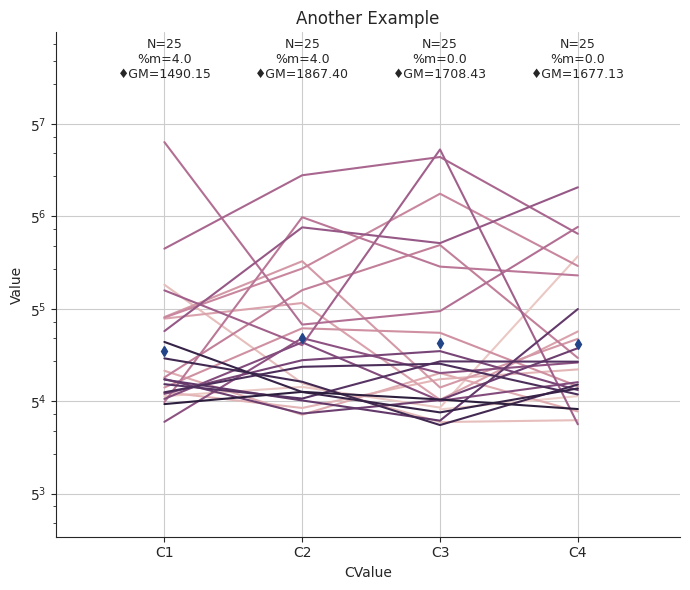 Another Example
N=25 N=25 N=25 N=25
%m=4.0 %m=4.0 %m=0.0 %m=0.0
♦GM=1490.15 ♦GM=1867.40 ♦GM=1708.43 ♦GM=1677.13
5⁷
5⁶
5⁵
5⁴
5³
Value
C1 C2 C3 C4
CValue